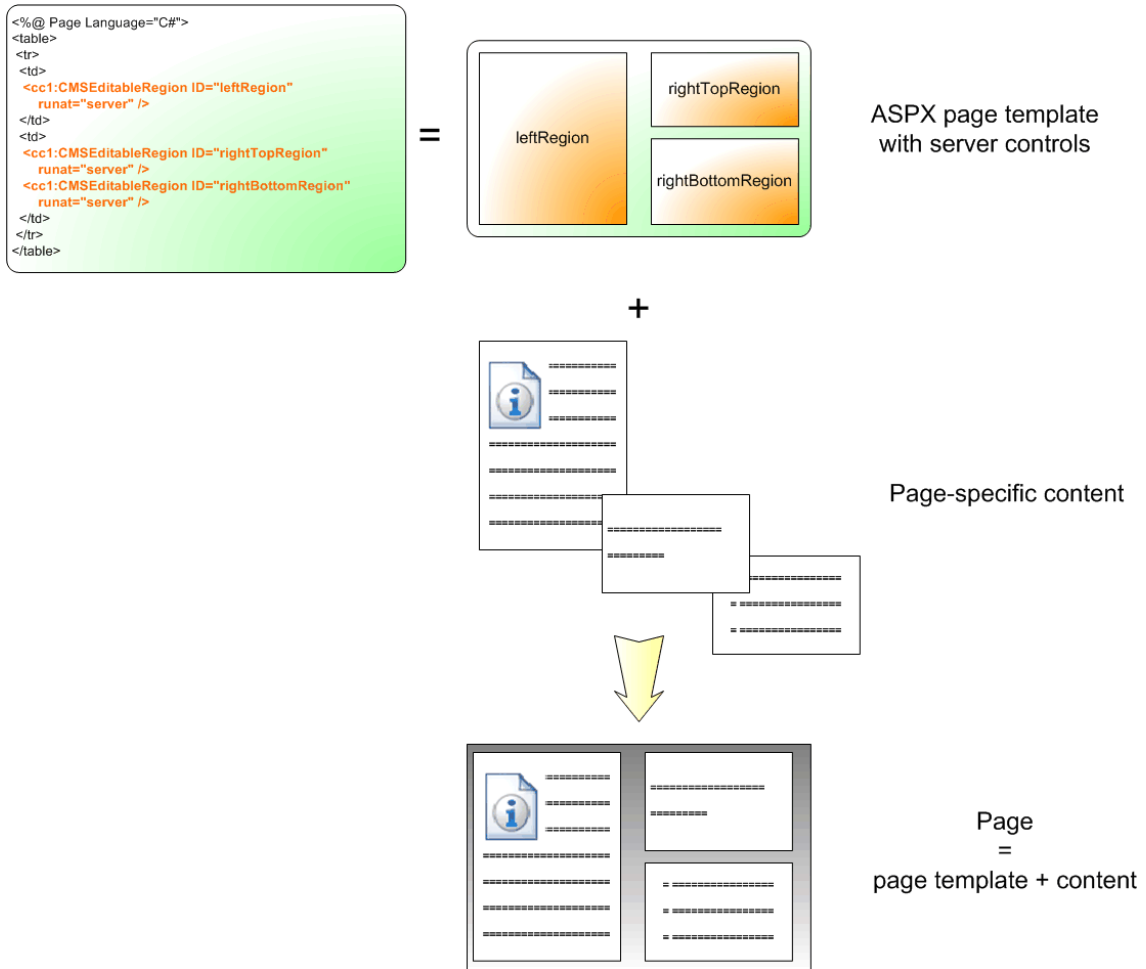 <%@ Page Language="C#">
<table>
<tr>
<td>
<cc1:CMSEditableRegion ID="leftRegion"
runat="server" />
</td>
<td>
<cc1:CMSEditableRegion ID="rightTopRegion"
runat="server" />
<cc1:CMSEditableRegion ID="rightBottomRegion"
runat="server" />
</td>
</tr>
</table>
=
leftRegion
rightTopRegion
rightBottomRegion
ASPX page template
with server controls
+
Page-specific content
Page
=
page template + content